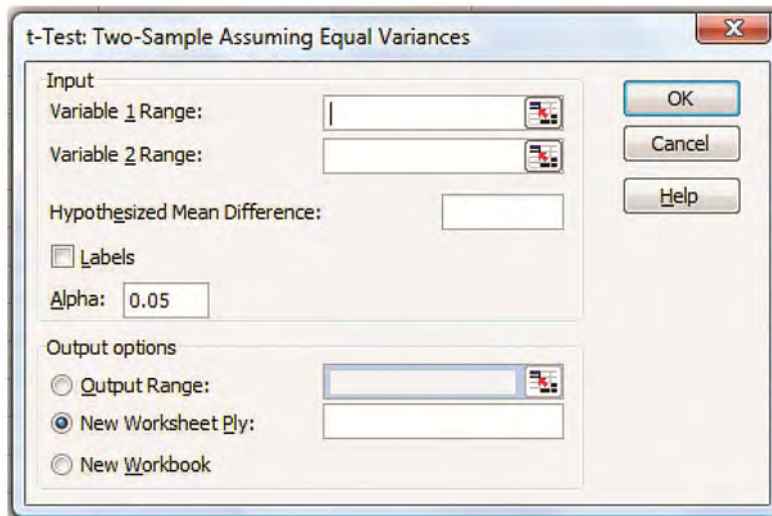 t-Test: Two-Sample Assuming Equal Variances
Input
Variable 1 Range:
Variable 2 Range:
Hypothesized Mean Difference:
Labels
Alpha: 0.05
OK
Cancel
Help
Output options
Output Range:
New Worksheet Ply:
New Workbook